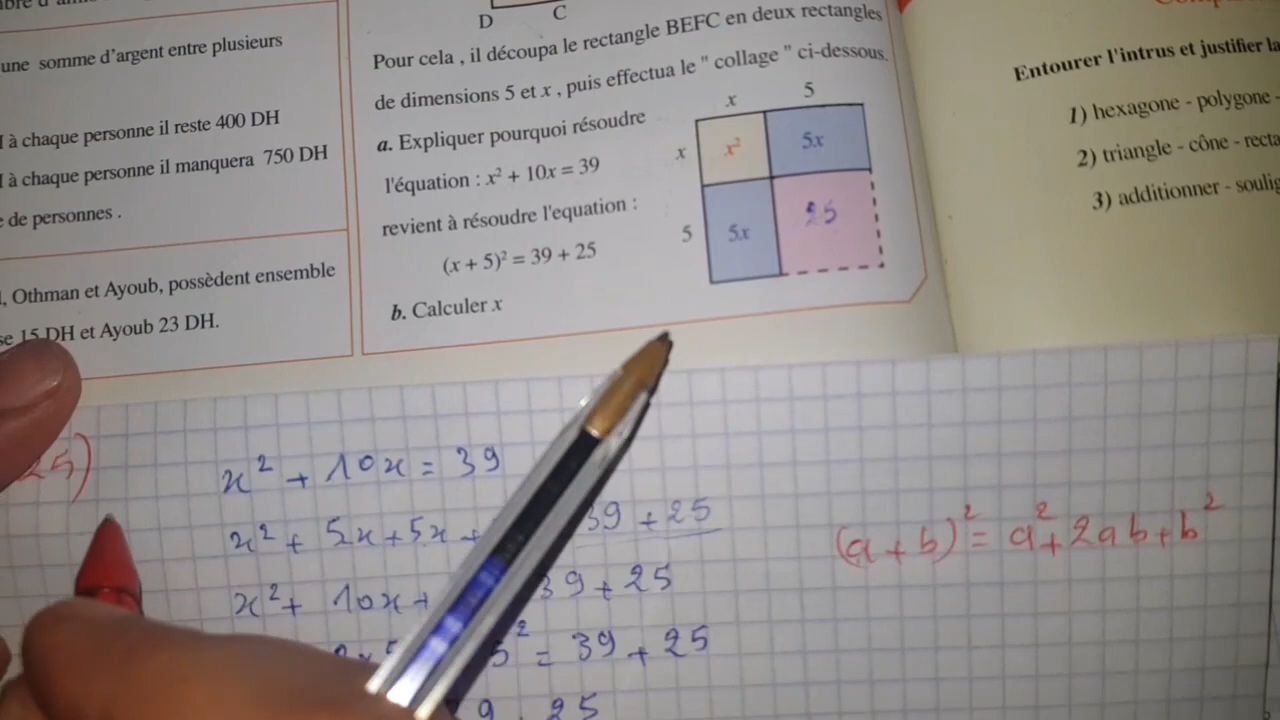 une somme d'argent entre plusieurs
à chaque personne il reste 400 DH
à chaque personne il manquera 750 DH
de personnes .
Othman et Ayoub, possèdent ensemble
15 DH et Ayoub 23 DH.
D C
Pour cela , il découpa le rectangle BEFC en deux rectangles
de dimensions 5 et x , puis effectua le " collage " ci-dessous.
a. Expliquer pourquoi résoudre
l'équation : x² + 10x = 39
revient à résoudre l'equation :
(x + 5)² = 39 + 25
b. Calculer x
x 5
x x² 5x
5 5x 25
Entourer l'intrus et justifier la
1) hexagone - polygone -
2) triangle - cône -
3) additionner -
25)
x² + 10x = 39
x² + 5x + 5x + 39 + 25
x² + 10x + 39 + 25
5² = 39 + 25
25
(a + b)² = a² + 2ab + b²